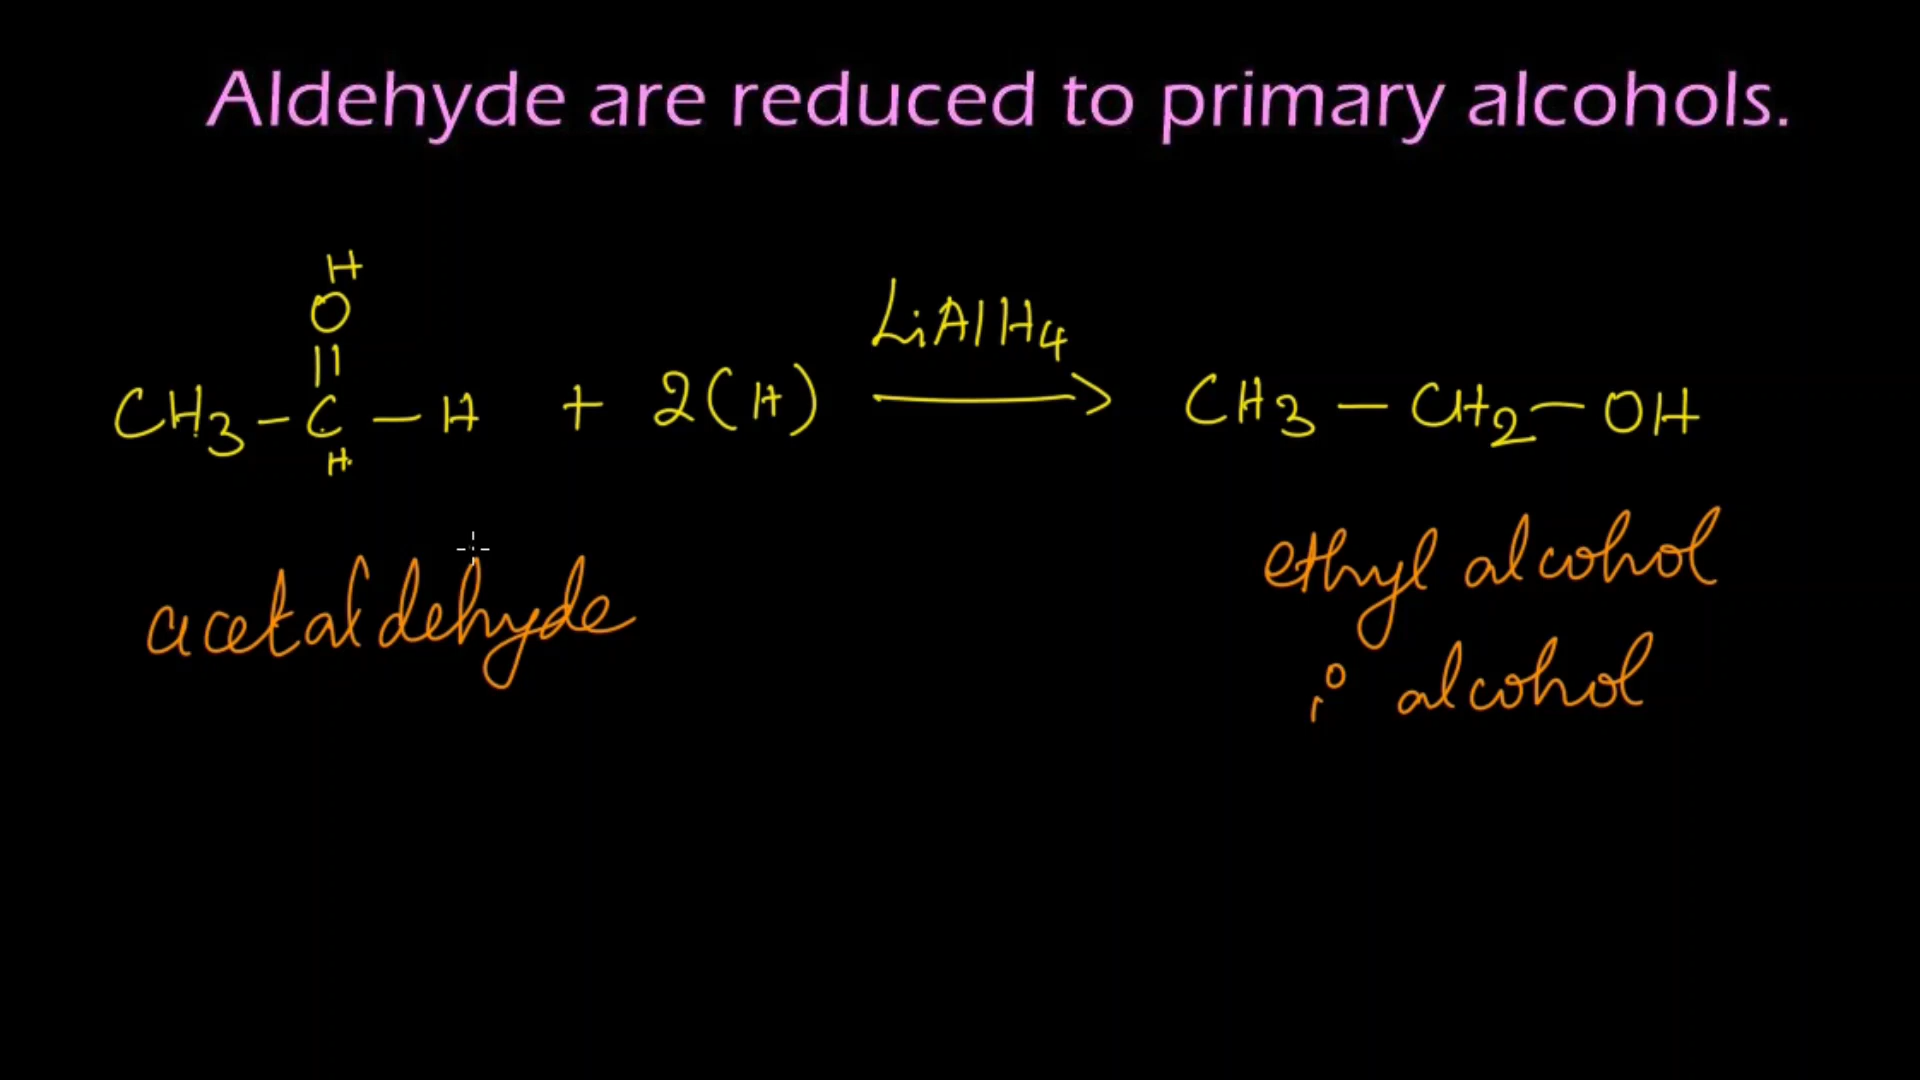 Aldehyde are reduced to primary alcohols.
H
O
||
CH3 - C - H + 2(H) LiAlH4 → CH3 - CH2 - OH
H
acetaldehyde
ethyl alcohol
1° alcohol